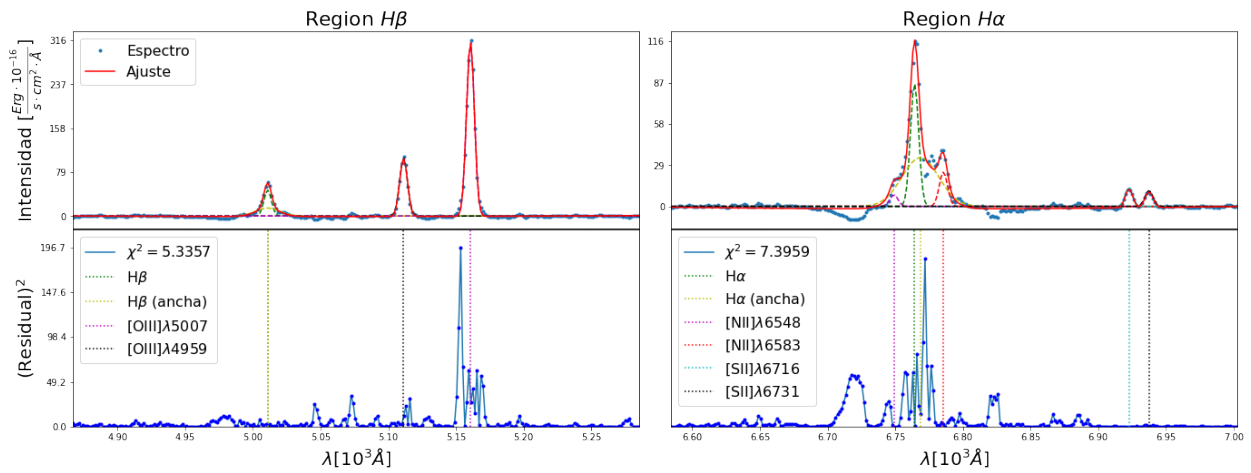 Region Hβ
Intensidad [Erg · 10⁻¹⁶ / s · cm² · Å]
316
237
158
79
0
Espectro
Ajuste
Region Hα
116
87
58
29
0
(Residual)²
196.7
147.6
98.4
49.2
0.0
χ² = 5.3357
Hβ
Hβ (ancha)
[OIII]λ5007
[OIII]λ4959
4.90 4.95 5.00 5.05 5.10 5.15 5.20 5.25
λ[10³Å]
χ² = 7.3959
Hα
Hα (ancha)
[NII]λ6548
[NII]λ6583
[SII]λ6716
[SII]λ6731
6.60 6.65 6.70 6.75 6.80 6.85 6.90 6.95 7.00
λ[10³Å]